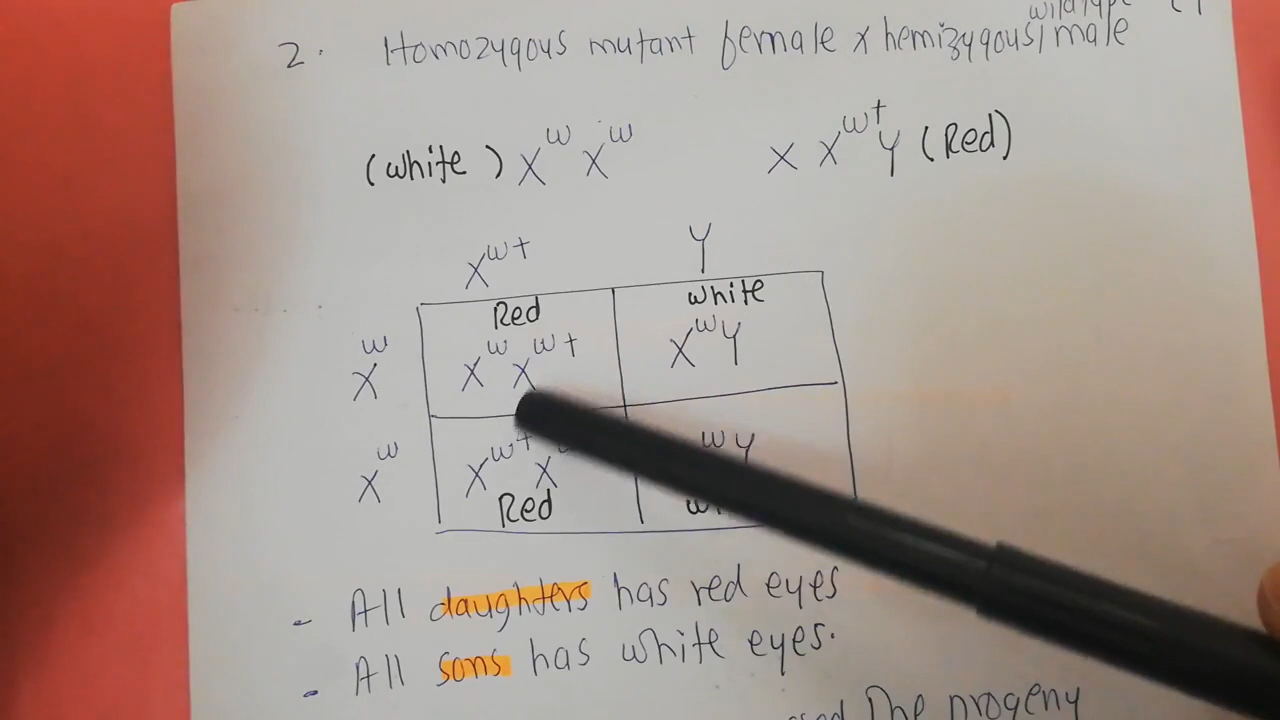 wildtype
2. Homozygous mutant female x hemizygous/male
(white) X^w X^w x X^w+ Y (Red)
X^w+ Y
Red white
X^w X^w X^w+ X^w Y
X^w X^w+ X w Y
Red
- All daughters has red eyes
- All sons has white eyes.
The progeny